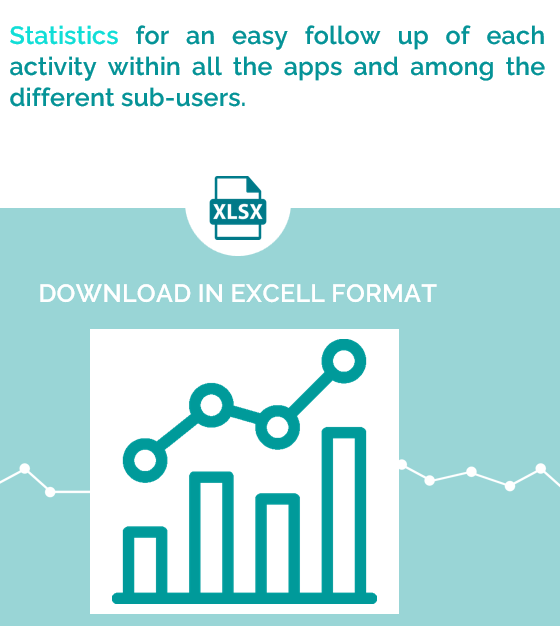 Statistics for an easy follow up of each
activity within all the apps and among the
different sub-users.
XLSX
DOWNLOAD IN EXCELL FORMAT